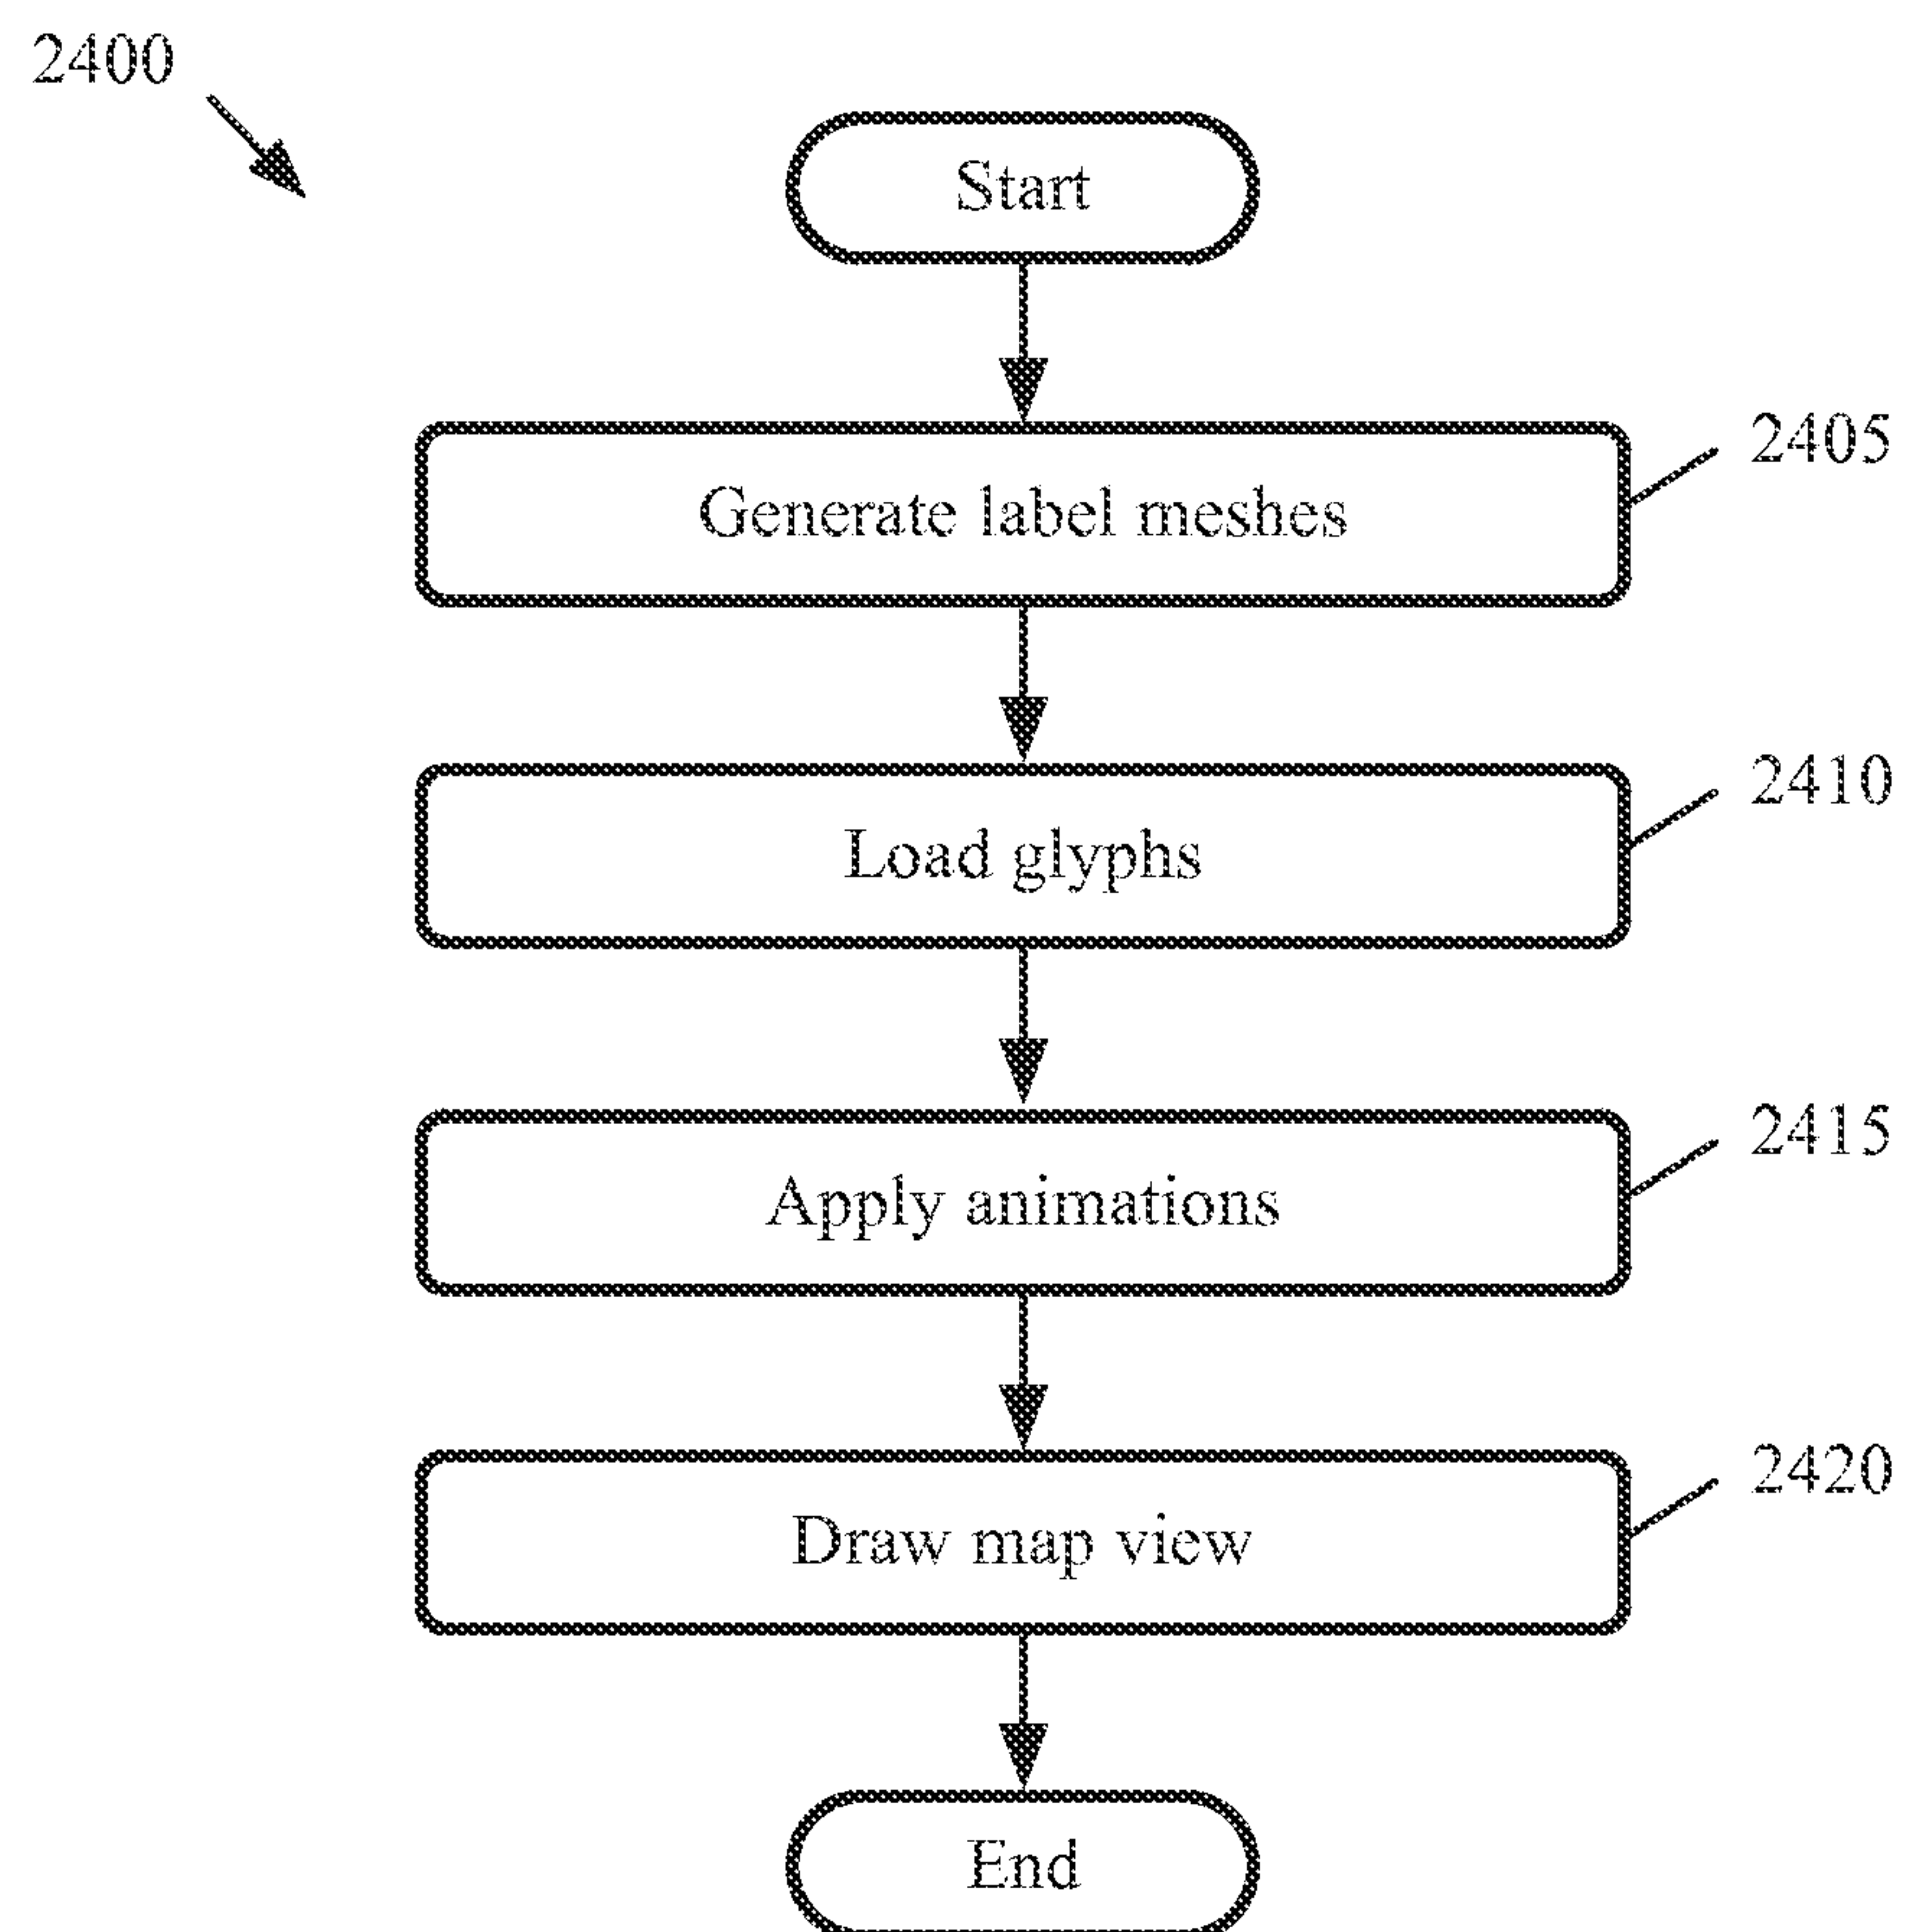 2400
Start
Generate label meshes
2405
Load glyphs
2410
Apply animations
2415
Draw map view
2420
End